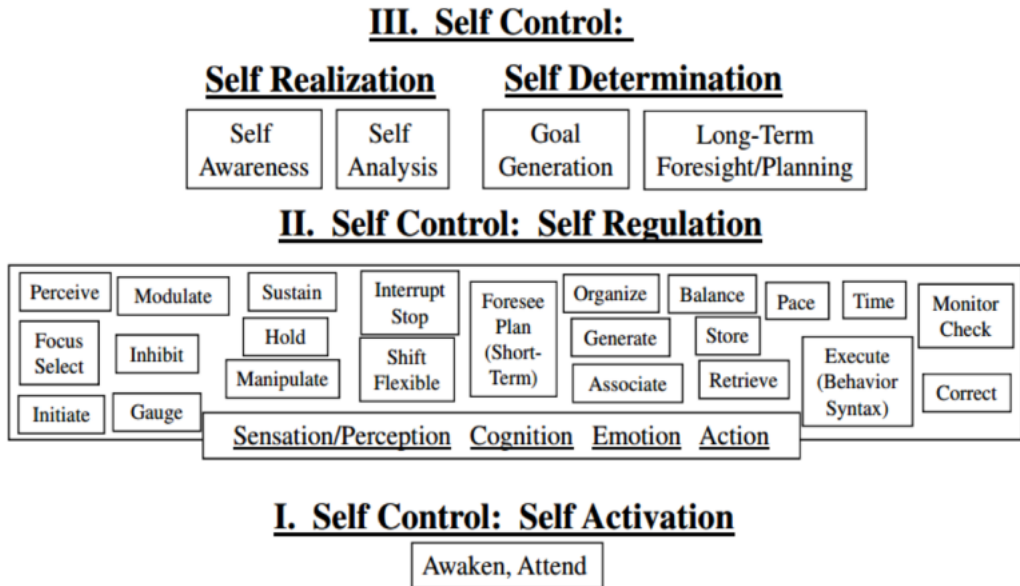 III. Self Control:
Self Realization
Self Determination
Self
Awareness
Self
Analysis
Goal
Generation
Long-Term
Foresight/Planning
II. Self Control: Self Regulation
Perceive
Focus
Select
Initiate
Modulate
Inhibit
Gauge
Sustain
Hold
Manipulate
Interrupt
Stop
Shift
Flexible
Foresee
Plan
(Short-
Term)
Organize
Generate
Associate
Balance
Store
Retrieve
Pace
Time
Execute
(Behavior
Syntax)
Monitor
Check
Correct
Sensation/Perception Cognition Emotion Action
I. Self Control: Self Activation
Awaken, Attend